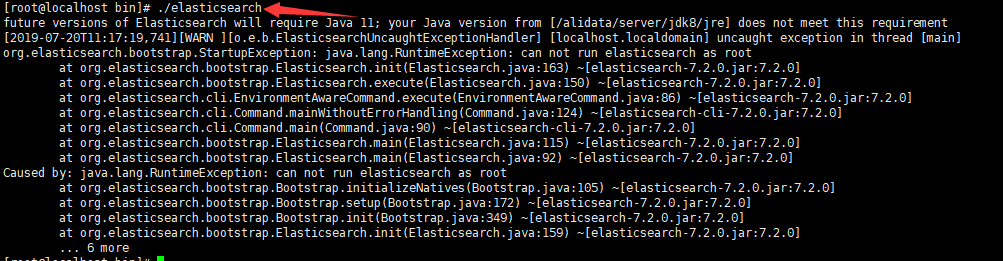 [root@localhost bin]# ./elasticsearch
future versions of Elasticsearch will require Java 11; your Java version from [/alidata/server/jdk8/jre] does not meet this requirement
[2019-07-20T11:17:19,741][WARN ][o.e.b.ElasticsearchUncaughtExceptionHandler] [localhost.localdomain] uncaught exception in thread [main]
org.elasticsearch.bootstrap.StartupException: java.lang.RuntimeException: can not run elasticsearch as root
at org.elasticsearch.bootstrap.Elasticsearch.init(Elasticsearch.java:163) ~[elasticsearch-7.2.0.jar:7.2.0]
at org.elasticsearch.bootstrap.Elasticsearch.execute(Elasticsearch.java:150) ~[elasticsearch-7.2.0.jar:7.2.0]
at org.elasticsearch.cli.EnvironmentAwareCommand.execute(EnvironmentAwareCommand.java:86) ~[elasticsearch-7.2.0.jar:7.2.0]
at org.elasticsearch.cli.Command.mainWithoutErrorHandling(Command.java:124) ~[elasticsearch-cli-7.2.0.jar:7.2.0]
at org.elasticsearch.cli.Command.main(Command.java:90) ~[elasticsearch-cli-7.2.0.jar:7.2.0]
at org.elasticsearch.bootstrap.Elasticsearch.main(Elasticsearch.java:115) ~[elasticsearch-7.2.0.jar:7.2.0]
at org.elasticsearch.bootstrap.Elasticsearch.main(Elasticsearch.java:92) ~[elasticsearch-7.2.0.jar:7.2.0]
Caused by: java.lang.RuntimeException: can not run elasticsearch as root
at org.elasticsearch.bootstrap.Bootstrap.initializeNatives(Bootstrap.java:105) ~[elasticsearch-7.2.0.jar:7.2.0]
at org.elasticsearch.bootstrap.Bootstrap.setup(Bootstrap.java:172) ~[elasticsearch-7.2.0.jar:7.2.0]
at org.elasticsearch.bootstrap.Bootstrap.init(Bootstrap.java:349) ~[elasticsearch-7.2.0.jar:7.2.0]
at org.elasticsearch.bootstrap.Elasticsearch.init(Elasticsearch.java:159) ~[elasticsearch-7.2.0.jar:7.2.0]
... 6 more
[root@localhost bin]#